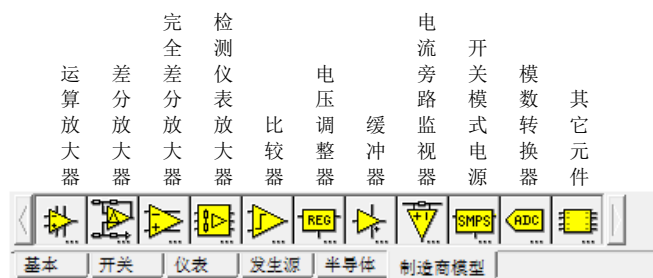 运算放大器
差分放大器
完全差分放大器
检测仪表放大器
比较器
电压调整器
缓冲器
电流旁路监视器
开关模式电源
模数转换器
其它元件
REG
SMPS
ADC
基本
开关
仪表
发生源
半导体
制造商模型